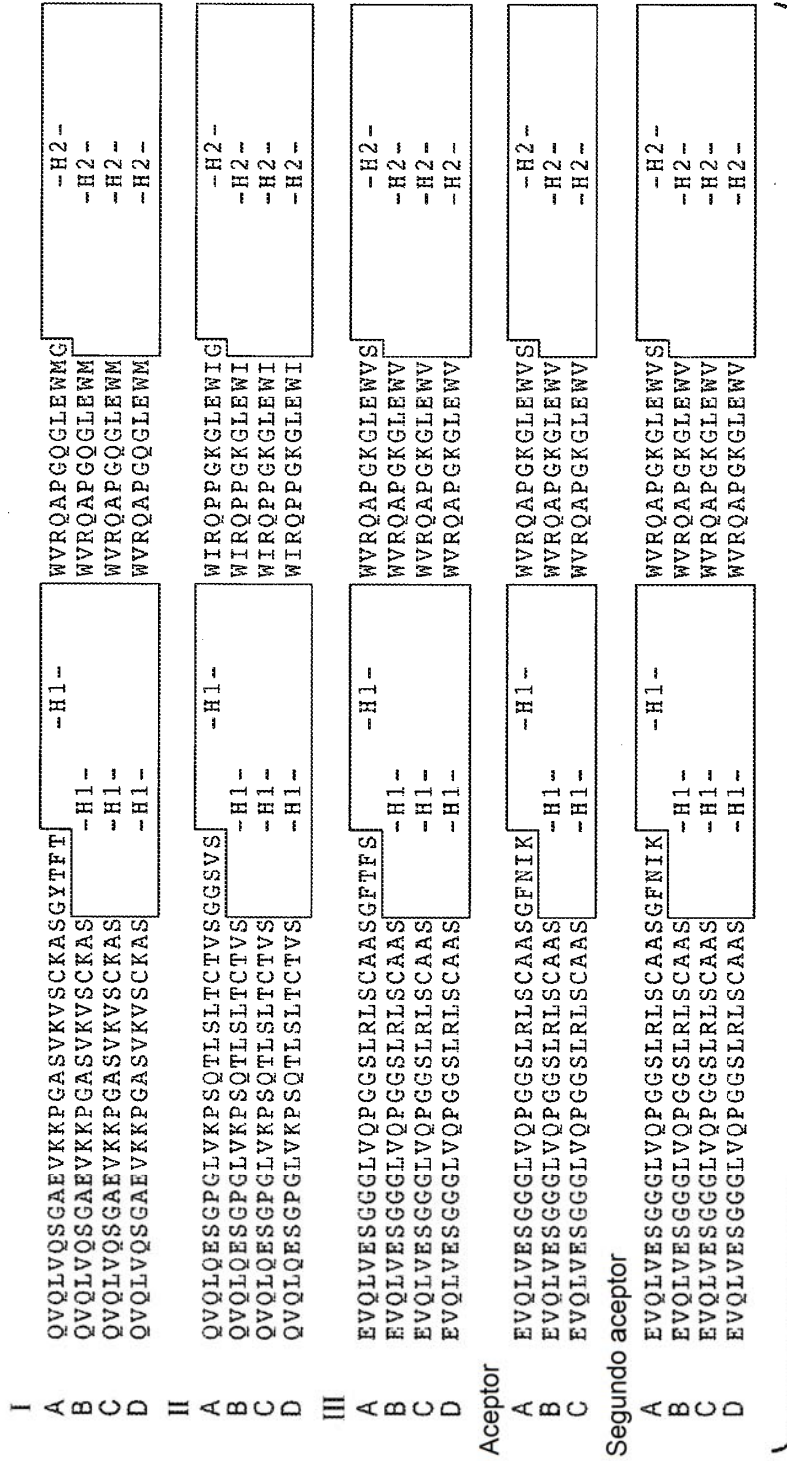 I
A QVQLVQSGAEVKKPGASVKVSCKASGYTFT -H1- WVRQAPGQGLEWMG -H2-
B QVQLVQSGAEVKKPGASVKVSCKAS -H1- WVRQAPGQGLEWM -H2-
C QVQLVQSGAEVKKPGASVKVSCKAS -H1- WVRQAPGQGLEWM -H2-
D QVQLVQSGAEVKKPGASVKVSCKAS -H1- WVRQAPGQGLEWM -H2-
II
A QVQLQESGPGLVKPSQTLSLTCTVSGGSVS -H1- WIRQPPGKGLEWIG -H2-
B QVQLQESGPGLVKPSQTLSLTCTVS -H1- WIRQPPGKGLEWI -H2-
C QVQLQESGPGLVKPSQTLSLTCTVS -H1- WIRQPPGKGLEWI -H2-
D QVQLQESGPGLVKPSQTLSLTCTVS -H1- WIRQPPGKGLEWI -H2-
III
A EVQLVESGGGLVQPGGSLRLSCAASGFTFS -H1- WVRQAPGKGLEWVS -H2-
B EVQLVESGGGLVQPGGSLRLSCAAS -H1- WVRQAPGKGLEWV -H2-
C EVQLVESGGGLVQPGGSLRLSCAAS -H1- WVRQAPGKGLEWV -H2-
D EVQLVESGGGLVQPGGSLRLSCAAS -H1- WVRQAPGKGLEWV -H2-
Aceptor
A EVQLVESGGGLVQPGGSLRLSCAASGFNIK -H1- WVRQAPGKGLEWVS -H2-
B EVQLVESGGGLVQPGGSLRLSCAAS -H1- WVRQAPGKGLEWV -H2-
C EVQLVESGGGLVQPGGSLRLSCAAS -H1- WVRQAPGKGLEWV -H2-
Segundo aceptor
A EVQLVESGGGLVQPGGSLRLSCAASGFNIK -H1- WVRQAPGKGLEWVS -H2-
B EVQLVESGGGLVQPGGSLRLSCAAS -H1- WVRQAPGKGLEWV -H2-
C EVQLVESGGGLVQPGGSLRLSCAAS -H1- WVRQAPGKGLEWV -H2-
D EVQLVESGGGLVQPGGSLRLSCAAS -H1- WVRQAPGKGLEWV -H2-